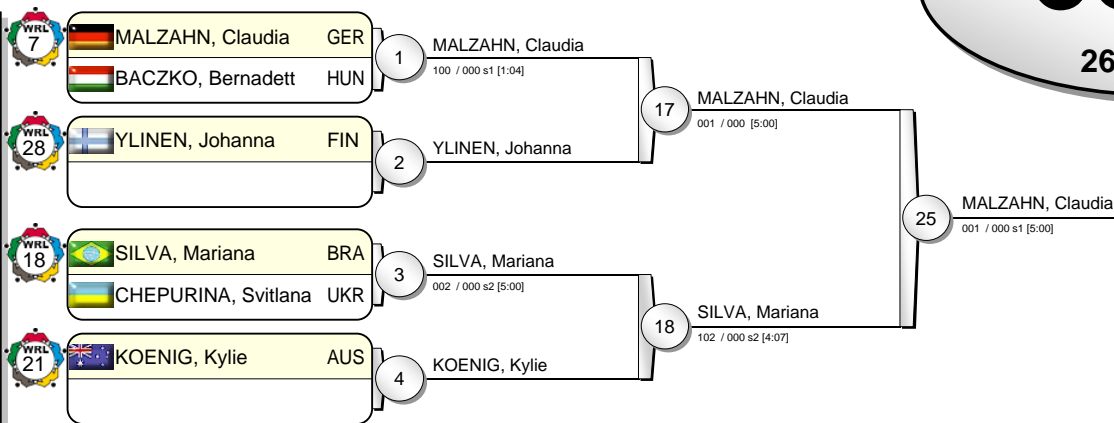 WRL
7
MALZAHN, Claudia GER
BACZKO, Bernadett HUN
1
MALZAHN, Claudia
100 / 000 s1 [1:04]
WRL
28
YLINEN, Johanna FIN
2
YLINEN, Johanna
17
MALZAHN, Claudia
001 / 000 [5:00]
WRL
18
SILVA, Mariana BRA
CHEPURINA, Svitlana UKR
3
SILVA, Mariana
002 / 000 s2 [5:00]
WRL
21
KOENIG, Kylie AUS
4
KOENIG, Kylie
18
SILVA, Mariana
102 / 000 s2 [4:07]
25
MALZAHN, Claudia
001 / 000 s1 [5:00]
26